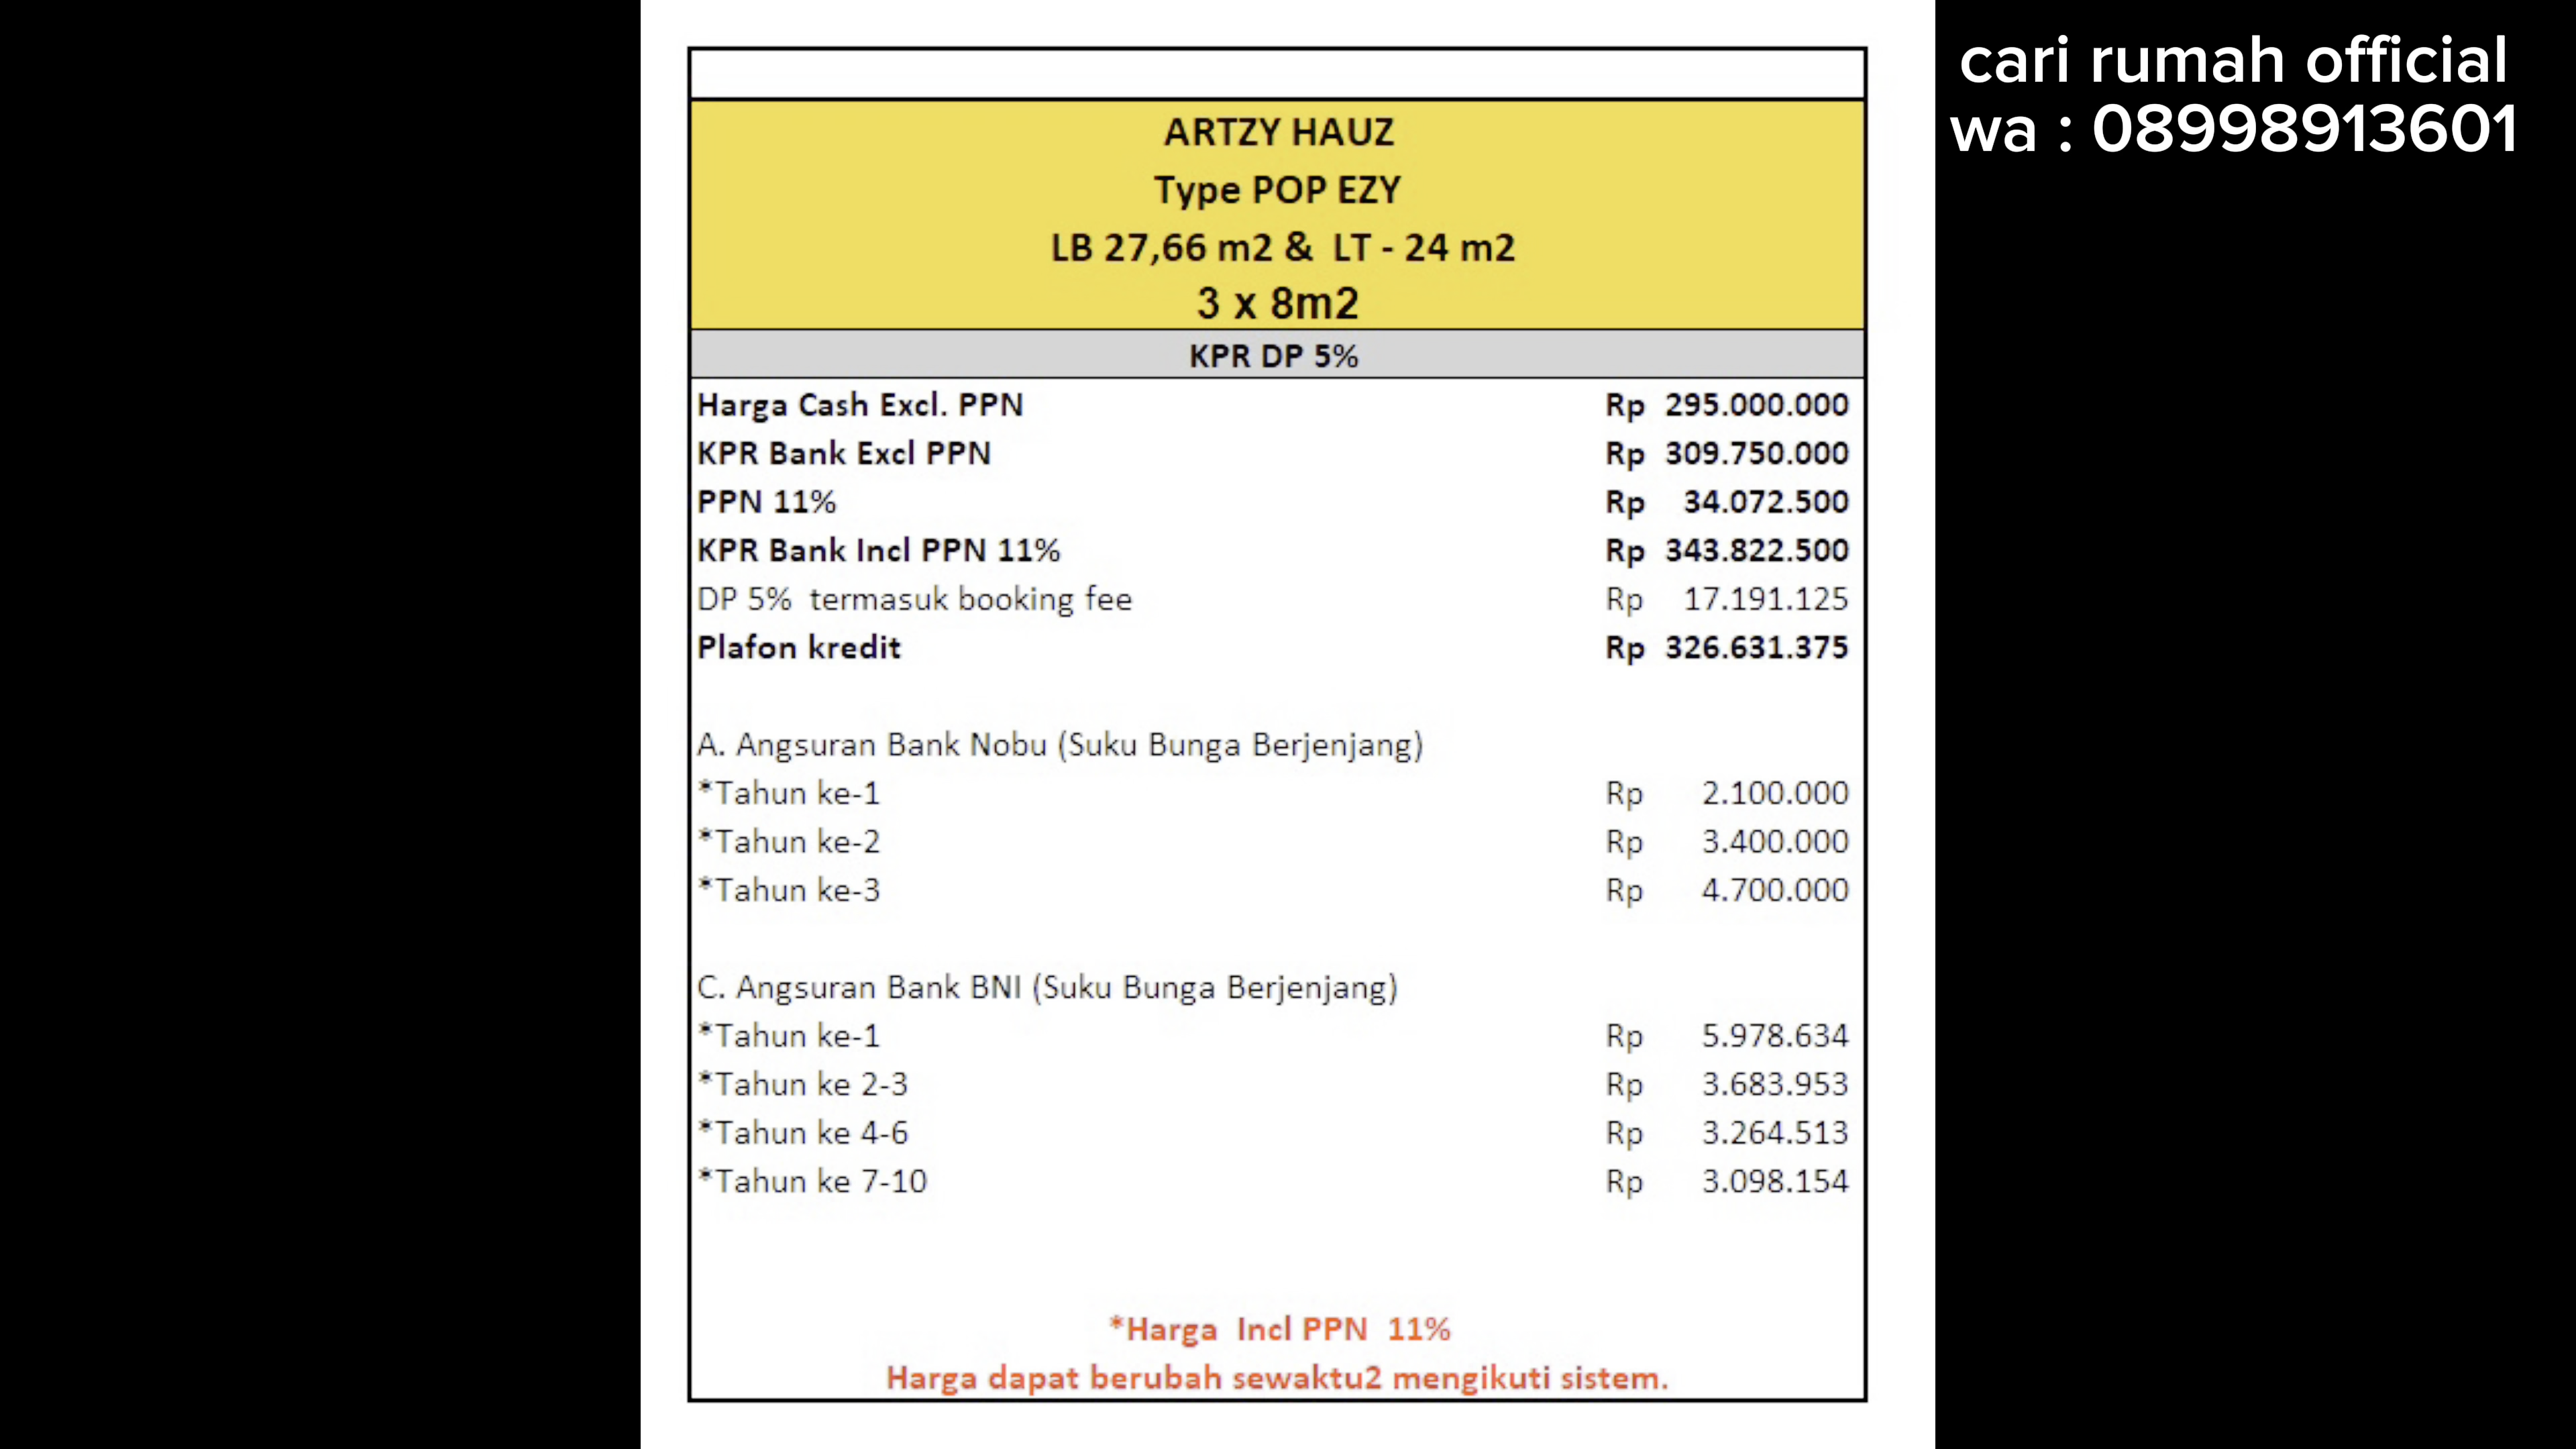 cari rumah official
wa : 08998913601
ARTZY HAUZ
Type POP EZY
LB 27,66 m2 & LT - 24 m2
3 x 8m2
KPR DP 5%
Harga Cash Excl. PPN Rp 295.000.000
KPR Bank Excl PPN Rp 309.750.000
PPN 11% Rp 34.072.500
KPR Bank Incl PPN 11% Rp 343.822.500
DP 5% termasuk booking fee Rp 17.191.125
Plafon kredit Rp 326.631.375
A. Angsuran Bank Nobu (Suku Bunga Berjenjang)
*Tahun ke-1 Rp 2.100.000
*Tahun ke-2 Rp 3.400.000
*Tahun ke-3 Rp 4.700.000
C. Angsuran Bank BNI (Suku Bunga Berjenjang)
*Tahun ke-1 Rp 5.978.634
*Tahun ke 2-3 Rp 3.683.953
*Tahun ke 4-6 Rp 3.264.513
*Tahun ke 7-10 Rp 3.098.154
*Harga Incl PPN 11%
Harga dapat berubah sewaktu2 mengikuti sistem.